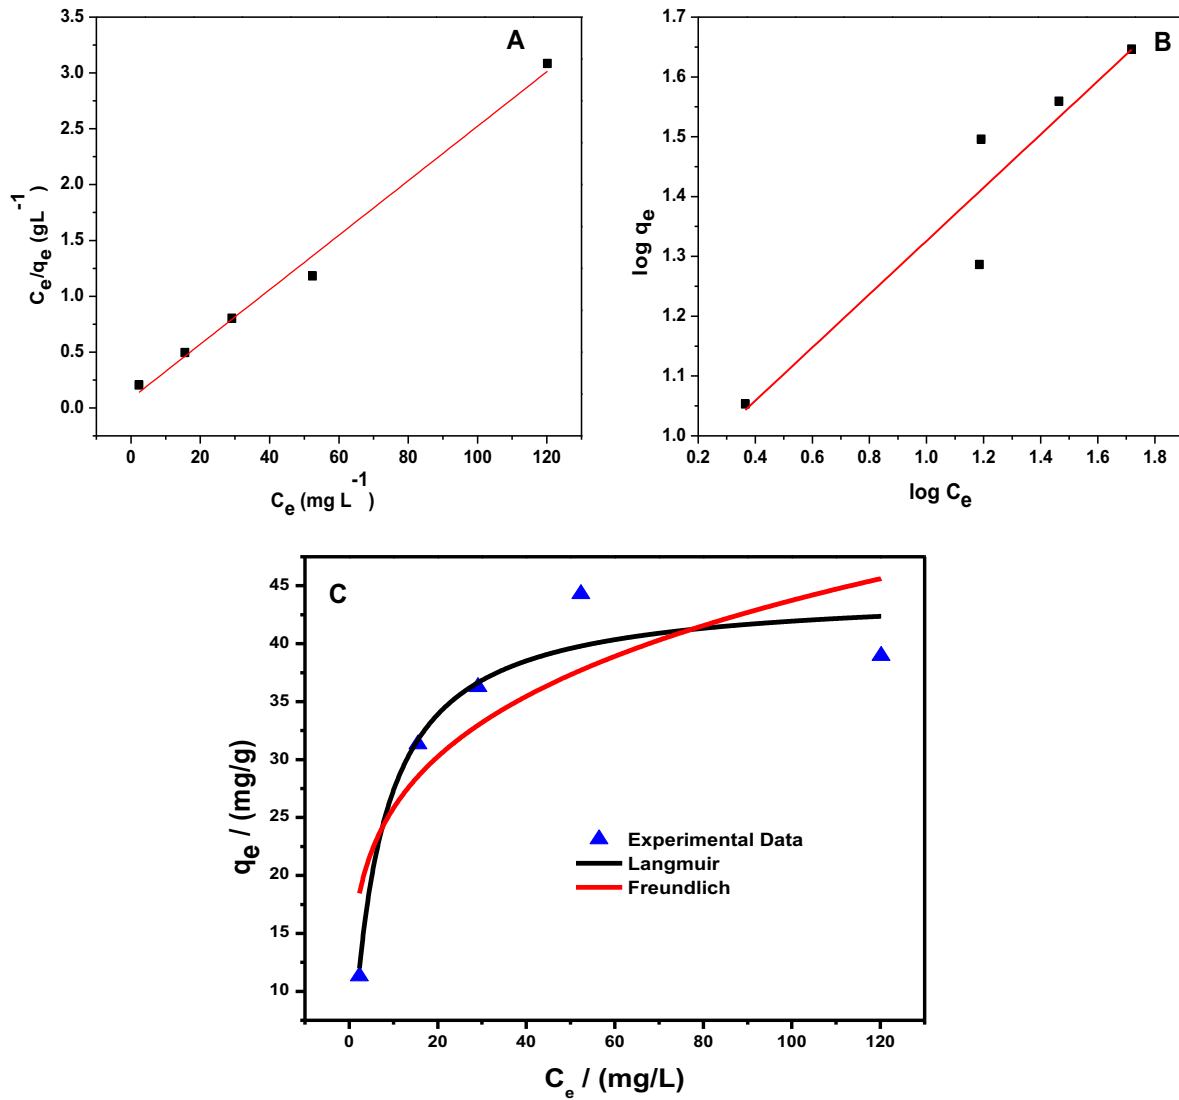 A
3.5
3.0
2.5
2.0
1.5
1.0
0.5
0.0
Ce/qe (gL-1)
0 20 40 60 80 100 120
Ce (mg L-1)
B
1.7
1.6
1.5
1.4
1.3
1.2
1.1
1.0
log qe
0.2 0.4 0.6 0.8 1.0 1.2 1.4 1.6 1.8
log Ce
C
45
40
35
30
25
20
15
10
qe / (mg/g)
Experimental Data
Langmuir
Freundlich
0 20 40 60 80 100 120
Ce / (mg/L)